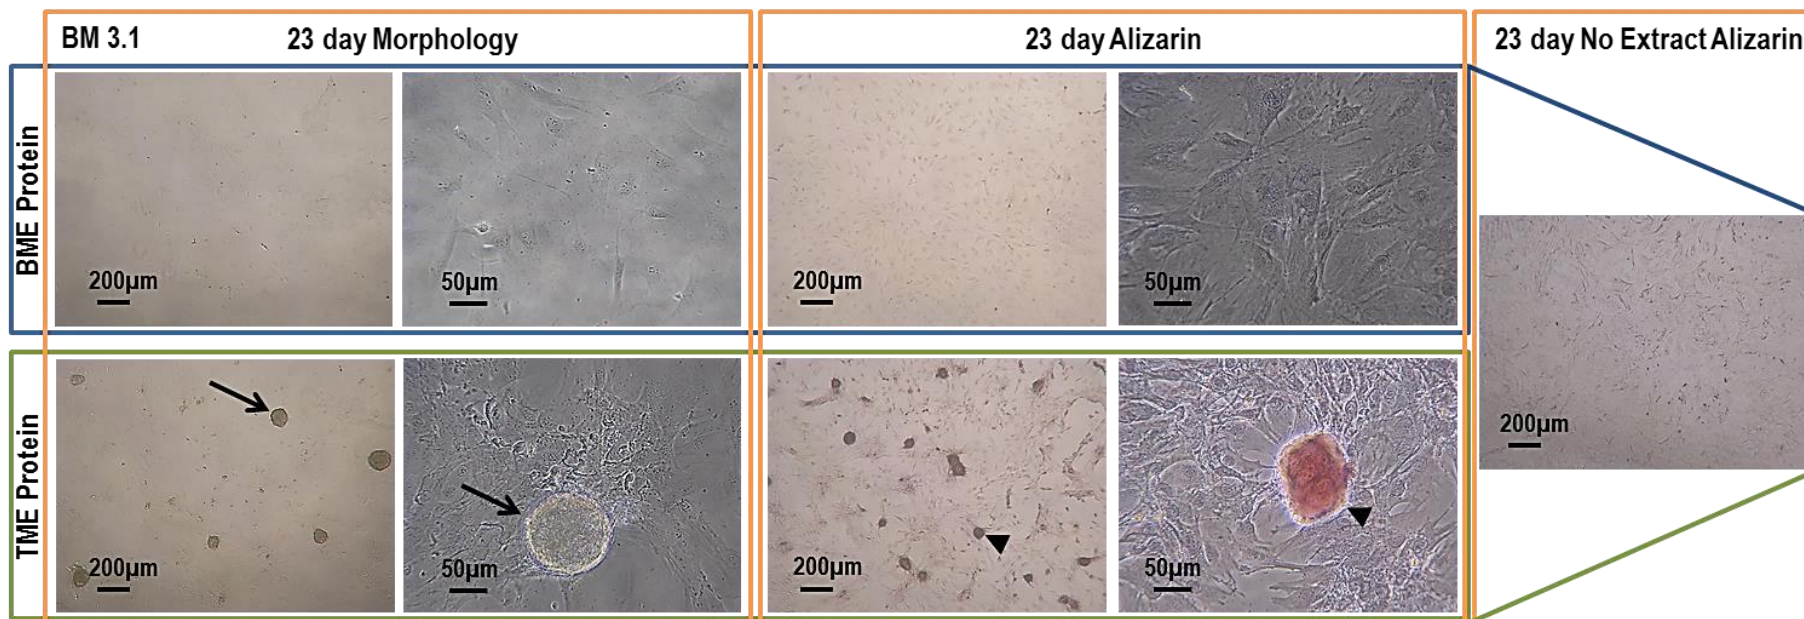 BM 3.1
23 day Morphology
23 day Alizarin
23 day No Extract Alizarin
BME Protein
200µm
50µm
200µm
50µm
200µm
TME Protein
200µm
50µm
200µm
50µm